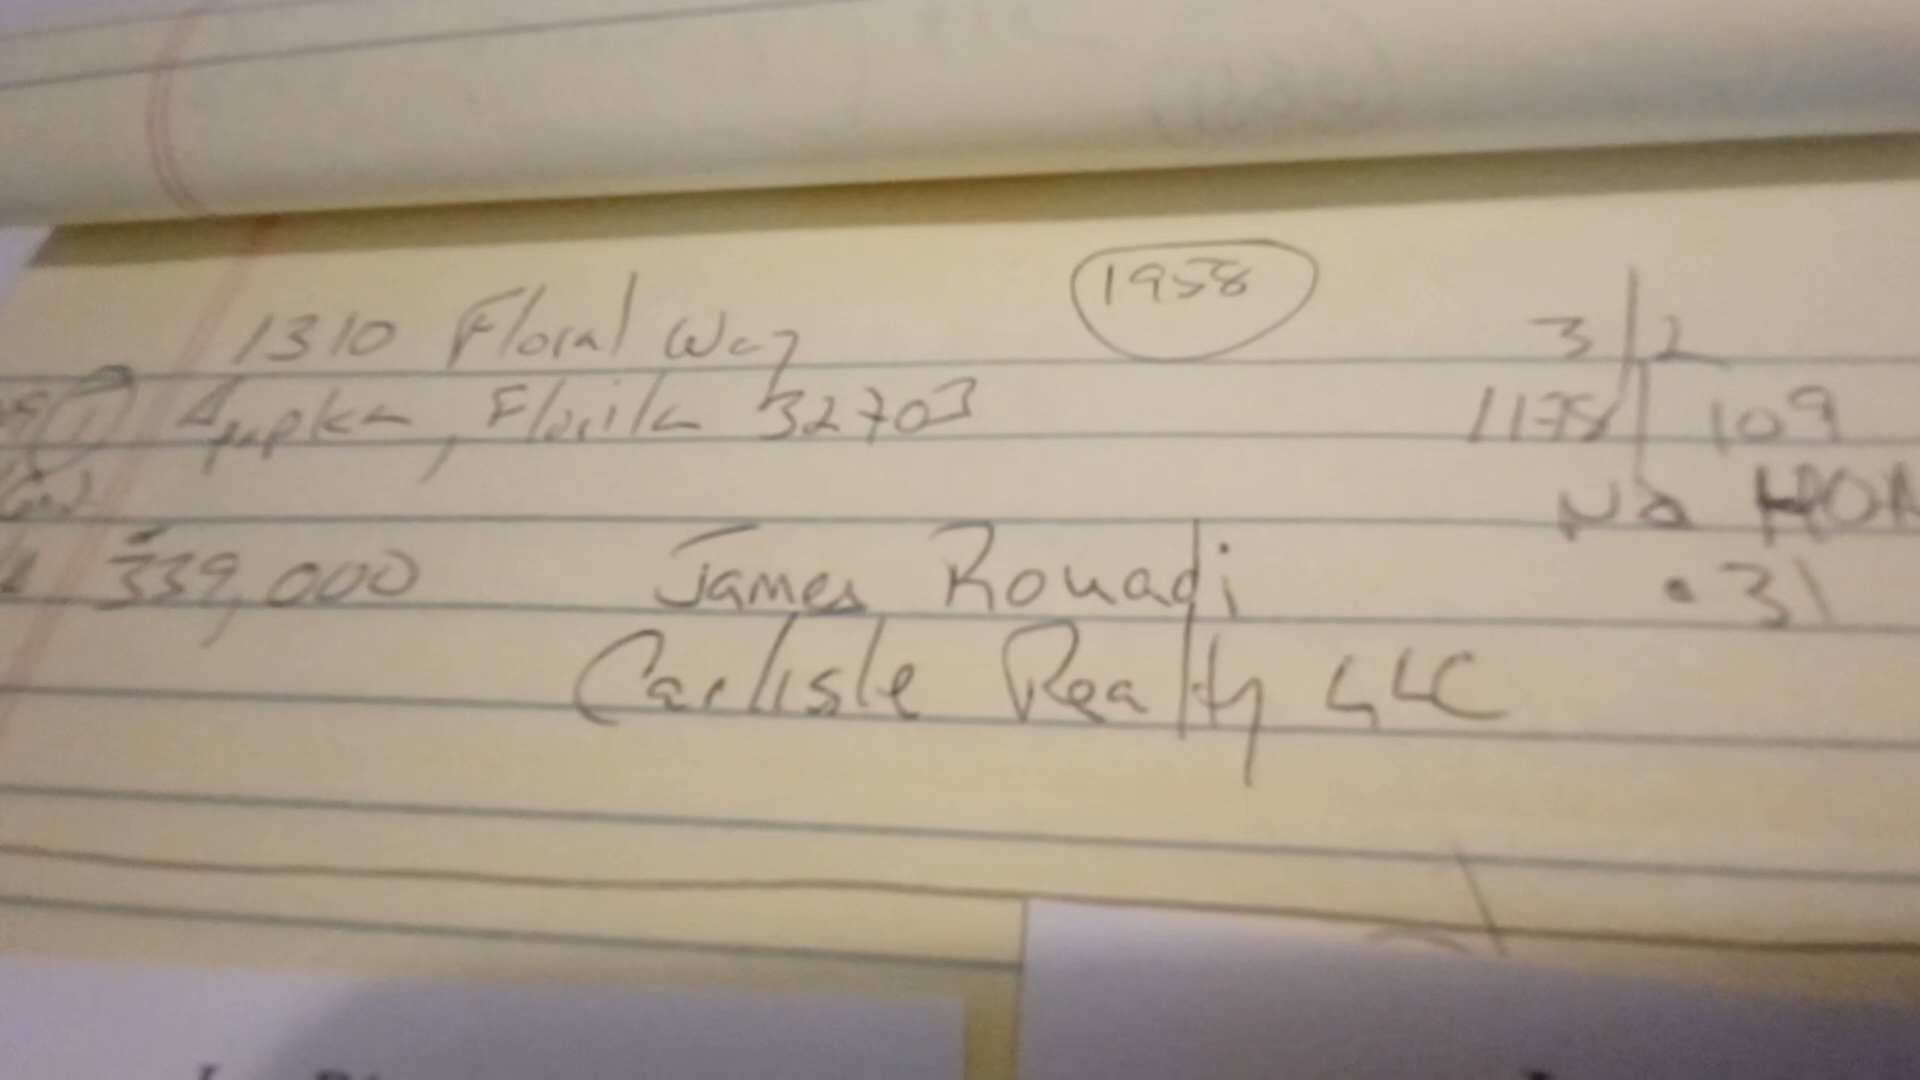 1958
1310 Floral Way
3 | 2
Apopka, Florida 32703
1178 | 109
No HOA
339,000
James Rouadi
.31
Carlisle Realty LLC